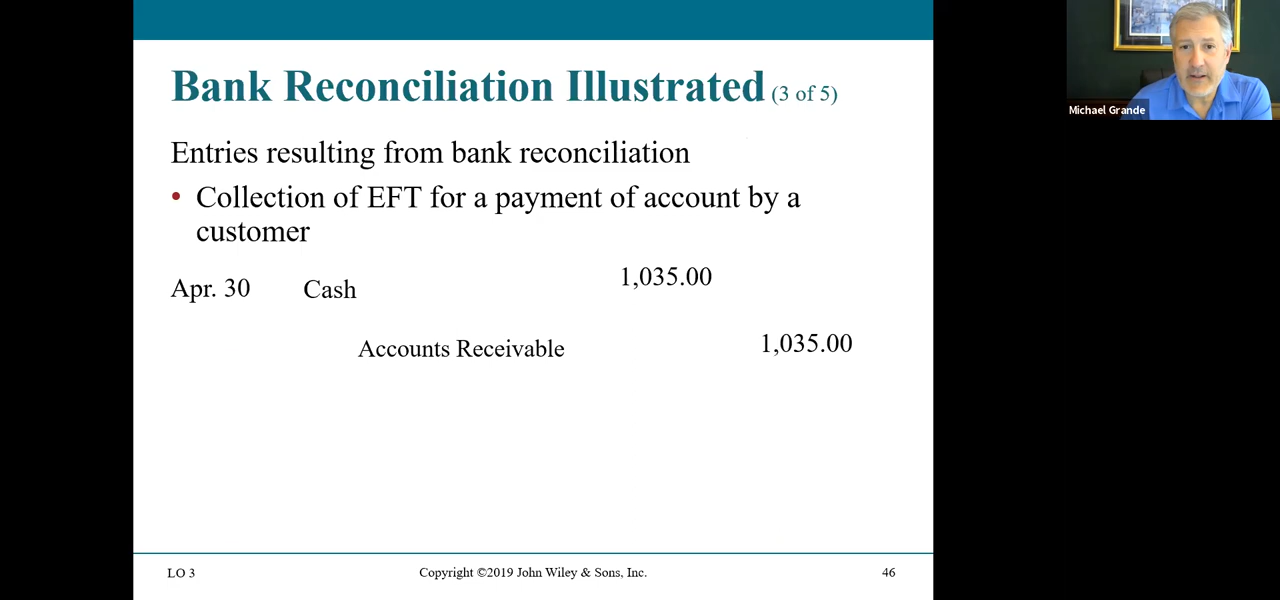 Bank Reconciliation Illustrated (3 of 5)
Entries resulting from bank reconciliation
• Collection of EFT for a payment of account by a
customer
Apr. 30 Cash 1,035.00
Accounts Receivable 1,035.00
LO 3 Copyright ©2019 John Wiley & Sons, Inc. 46
Michael Grande